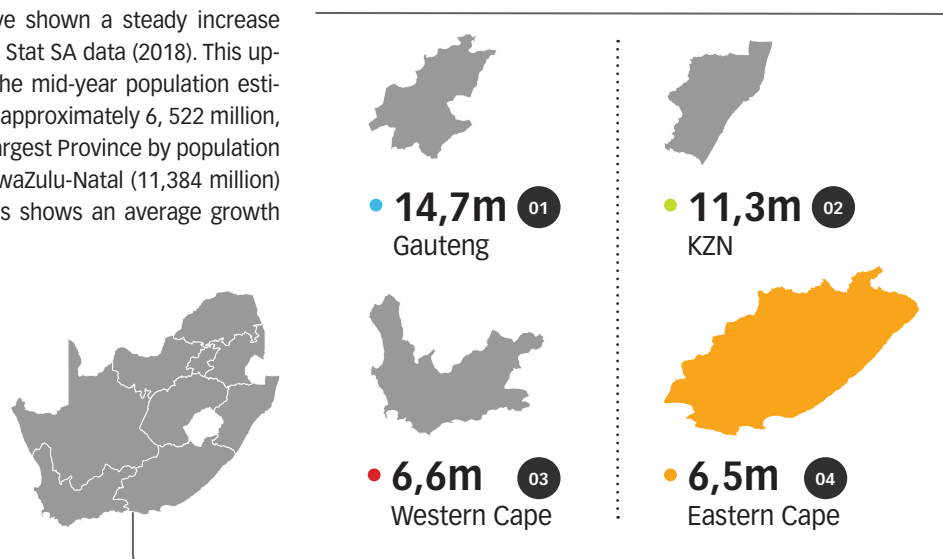 ve shown a steady increase
Stat SA data (2018). This up-
he mid-year population esti-
approximately 6, 522 million,
argest Province by population
waZulu-Natal (11,384 million)
s shows an average growth
14,7m 01
Gauteng
11,3m 02
KZN
6,6m 03
Western Cape
6,5m 04
Eastern Cape